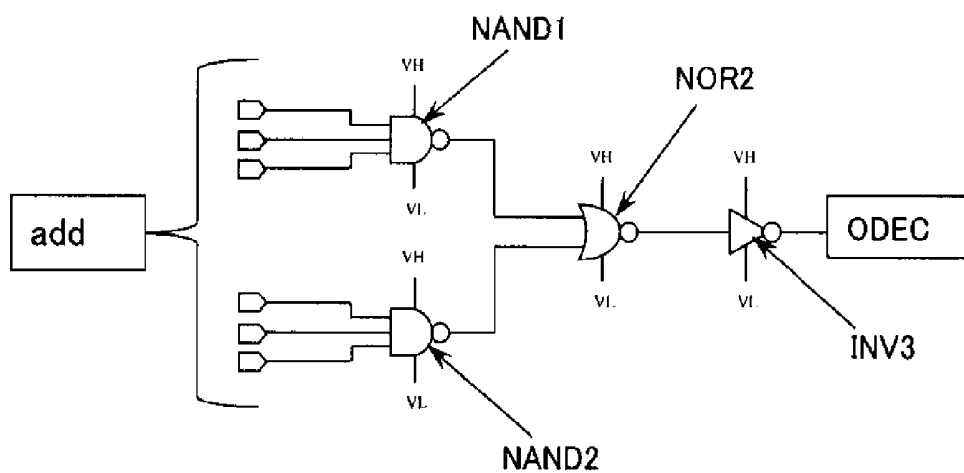 NAND1
VH
NOR2
VL
VH
VH
add
ODEC
VH
VL
VL
INV3
VL
NAND2